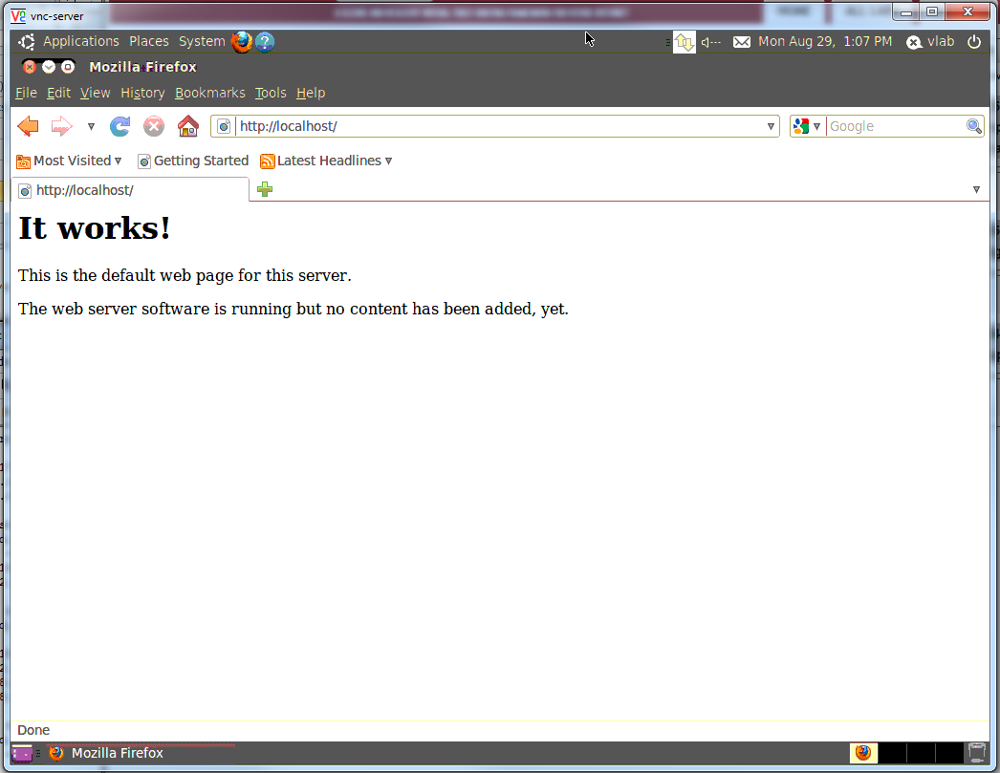 vnc-server
Applications Places System Mon Aug 29, 1:07 PM vlab
Mozilla Firefox
File Edit View History Bookmarks Tools Help
http://localhost/ Google
Most Visited Getting Started Latest Headlines
http://localhost/
It works!
This is the default web page for this server.
The web server software is running but no content has been added, yet.
Done
Mozilla Firefox